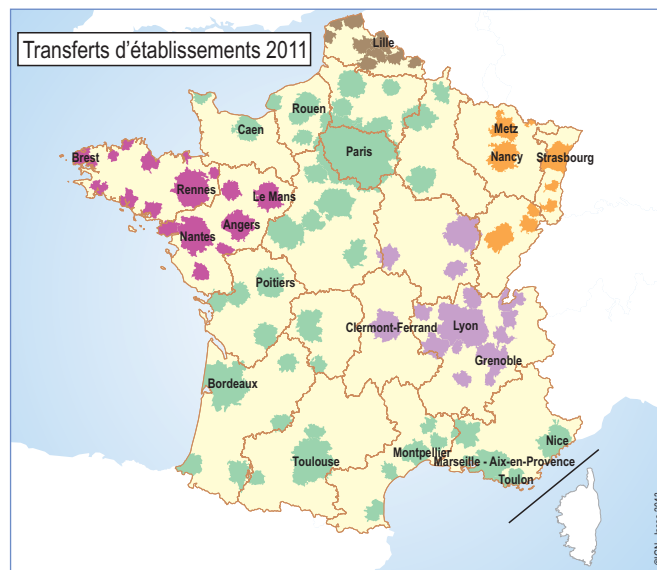 Transferts d'établissements 2011
Lille
Rouen
Caen
Metz
Paris
Nancy
Strasbourg
Brest
Rennes
Le Mans
Angers
Nantes
Poitiers
Clermont-Ferrand
Lyon
Grenoble
Bordeaux
Nice
Montpellier
Marseille - Aix-en-Provence
Toulouse
Toulon